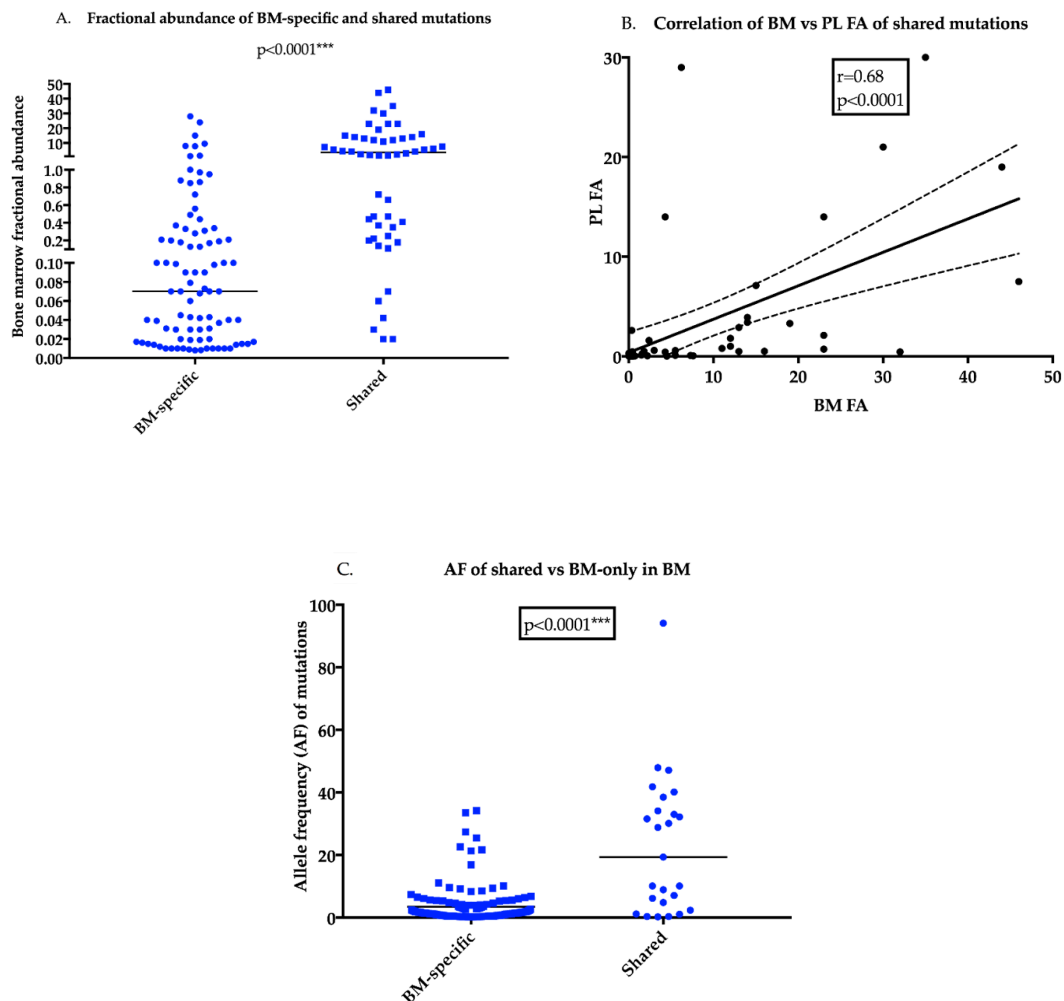 A. Fractional abundance of BM-specific and shared mutations
p<0.0001***
Bone marrow fractional abundance
50
40
30
20
10
1.0
0.8
0.6
0.4
0.2
0.10
0.08
0.06
0.04
0.02
0.00
BM-specific
Shared
B. Correlation of BM vs PL FA of shared mutations
r=0.68
p<0.0001
PL FA
30
20
10
0
0 10 20 30 40 50
BM FA
C. AF of shared vs BM-only in BM
p<0.0001***
Allele frequency (AF) of mutations
100
80
60
40
20
0
BM-specific
Shared